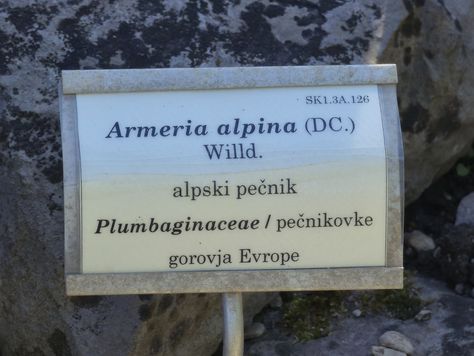 SK1.3A.126
Armeria alpina (DC.)
Willd.
alpski pečnik
Plumbaginaceae / pečnikovke
gorovja Evrope